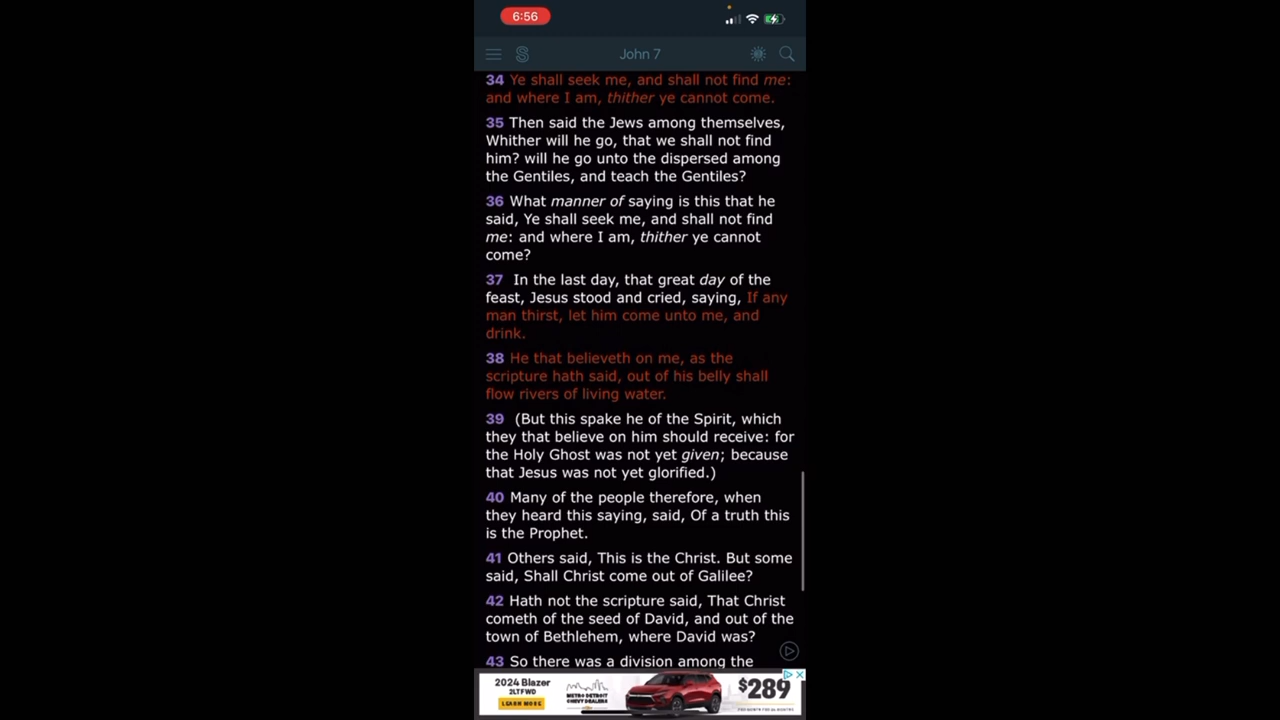 6:56
John 7
34 Ye shall seek me, and shall not find me:
and where I am, thither ye cannot come.
35 Then said the Jews among themselves,
Whither will he go, that we shall not find
him? will he go unto the dispersed among
the Gentiles, and teach the Gentiles?
36 What manner of saying is this that he
said, Ye shall seek me, and shall not find
me: and where I am, thither ye cannot
come?
37 In the last day, that great day of the
feast, Jesus stood and cried, saying, If any
man thirst, let him come unto me, and
drink.
38 He that believeth on me, as the
scripture hath said, out of his belly shall
flow rivers of living water.
39 (But this spake he of the Spirit, which
they that believe on him should receive: for
the Holy Ghost was not yet given; because
that Jesus was not yet glorified.)
40 Many of the people therefore, when
they heard this saying, said, Of a truth this
is the Prophet.
41 Others said, This is the Christ. But some
said, Shall Christ come out of Galilee?
42 Hath not the scripture said, That Christ
cometh of the seed of David, and out of the
town of Bethlehem, where David was?
43 So there was a division among the
2024 Blazer
2LT FWD
LEARN MORE
METRO DETROIT
CHEVY DEALERS
$289